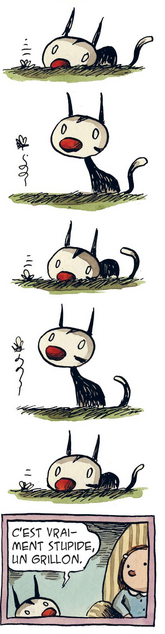 C'EST VRAI-
MENT STUPIDE,
UN GRILLON.